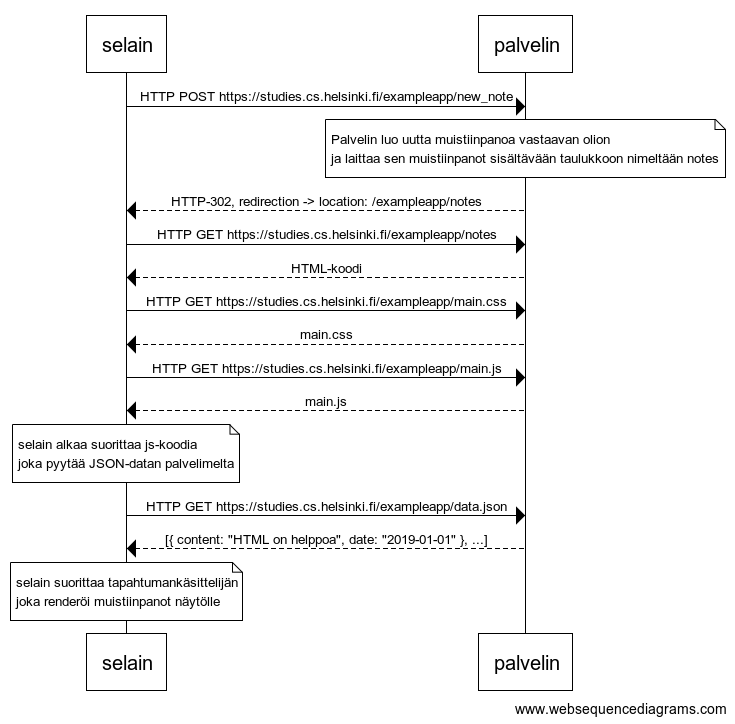 selain
palvelin
HTTP POST https://studies.cs.helsinki.fi/exampleapp/new_note
Palvelin luo uutta muistiinpanoa vastaavan olion
ja laittaa sen muistiinpanot sisältävään taulukkoon nimeltään notes
HTTP-302, redirection -> location: /exampleapp/notes
HTTP GET https://studies.cs.helsinki.fi/exampleapp/notes
HTML-koodi
HTTP GET https://studies.cs.helsinki.fi/exampleapp/main.css
main.css
HTTP GET https://studies.cs.helsinki.fi/exampleapp/main.js
main.js
selain alkaa suorittaa js-koodia
joka pyytää JSON-datan palvelimelta
HTTP GET https://studies.cs.helsinki.fi/exampleapp/data.json
[{ content: "HTML on helppoa", date: "2019-01-01" }, ...]
selain suorittaa tapahtumankäsittelijän
joka renderöi muistiinpanot näytölle
selain
palvelin
www.websequencediagrams.com